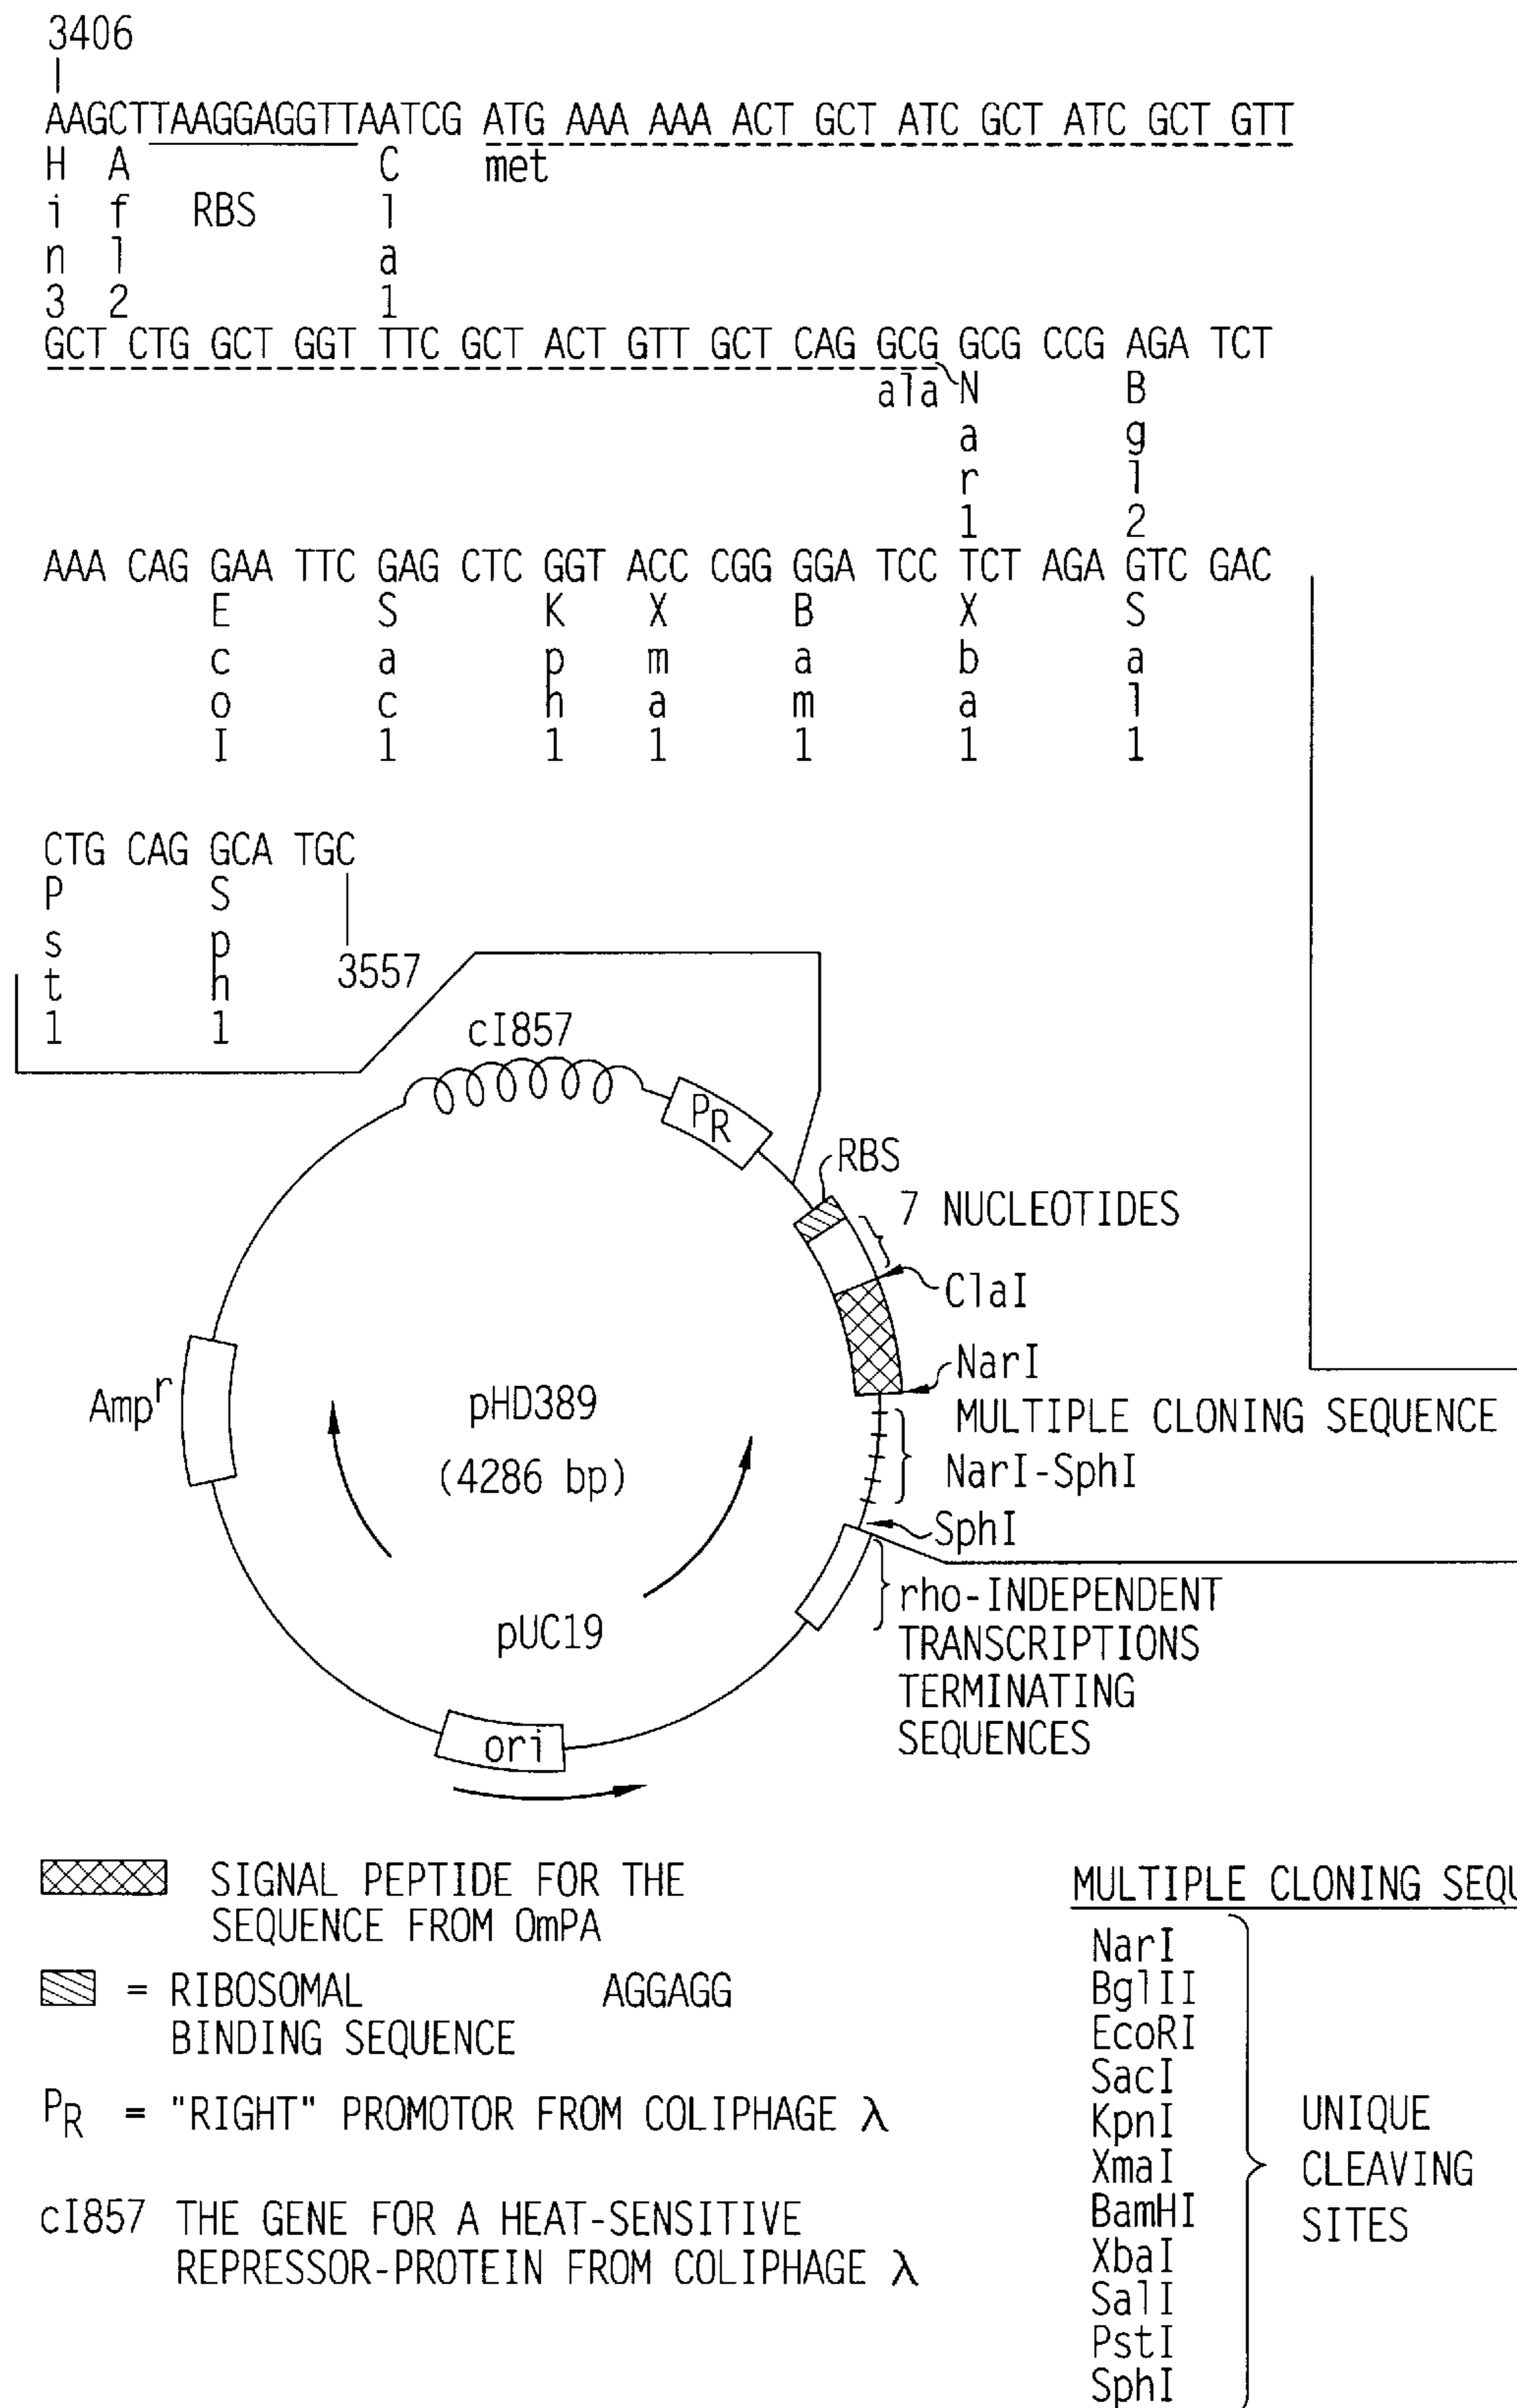 3406
AAGCTTAAGGAGGTTAATCG ATG AAA AAA ACT GCT ATC GCT ATC GCT GTT
H A C met
i f RBS l
n l a
3 2 1
GCT CTG GCT GGT TTC GCT ACT GTT GCT CAG GCG GCG CCG AGA TCT
ala N B
a g
r l
1 2
AAA CAG GAA TTC GAG CTC GGT ACC CGG GGA TCC TCT AGA GTC GAC
E S K X B X S
c a p m a b a
o c h a m a l
I 1 1 1 1 1 1
CTG CAG GCA TGC
P S
s p
t h 3557
1 1
cI857
PR
RBS
7 NUCLEOTIDES
ClaI
NarI
MULTIPLE CLONING SEQUENCE
NarI-SphI
SphI
rho-INDEPENDENT
TRANSCRIPTIONS
TERMINATING
SEQUENCES
Ampr
pHD389
(4286 bp)
pUC19
ori
SIGNAL PEPTIDE FOR THE
SEQUENCE FROM OmPA
= RIBOSOMAL AGGAGG
BINDING SEQUENCE
PR = "RIGHT" PROMOTOR FROM COLIPHAGE λ
cI857 THE GENE FOR A HEAT-SENSITIVE
REPRESSOR-PROTEIN FROM COLIPHAGE λ
MULTIPLE CLONING SEQU
NarI
BglII
EcoRI
SacI
KpnI
XmaI
BamHI
XbaI
SalI
PstI
SphI
UNIQUE
CLEAVING
SITES